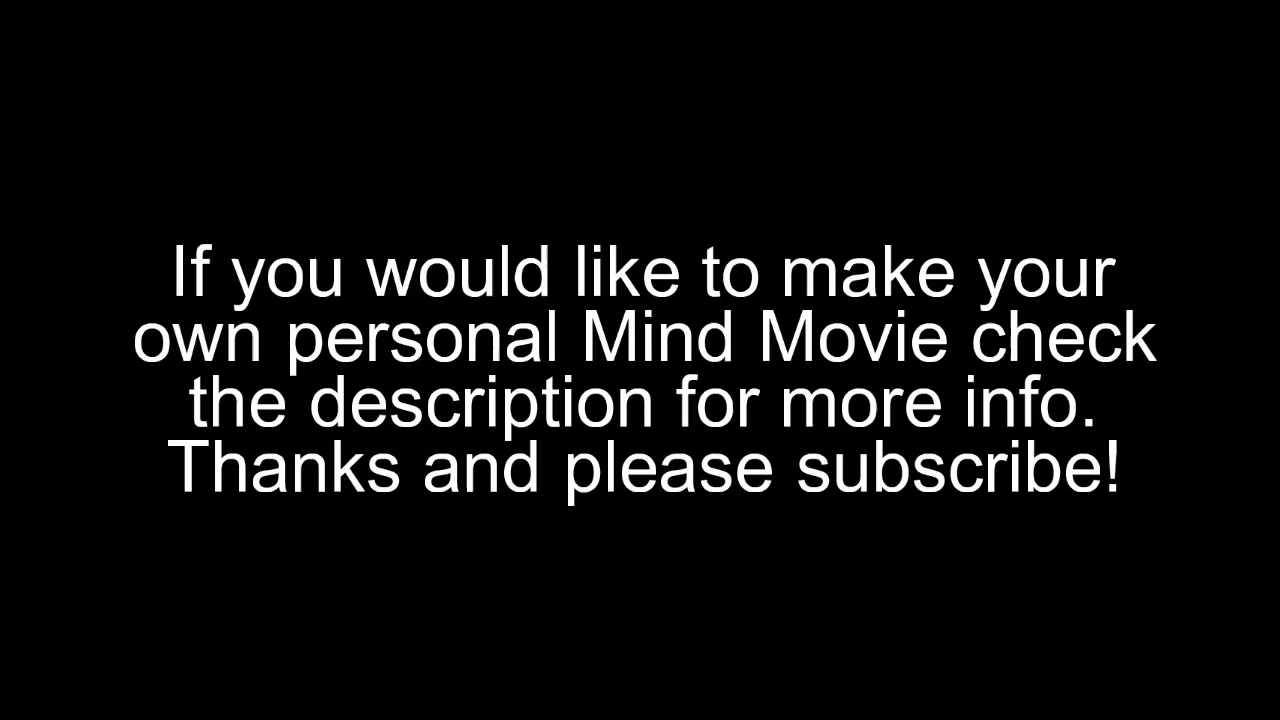 If you would like to make your
own personal Mind Movie check
the description for more info.
Thanks and please subscribe!